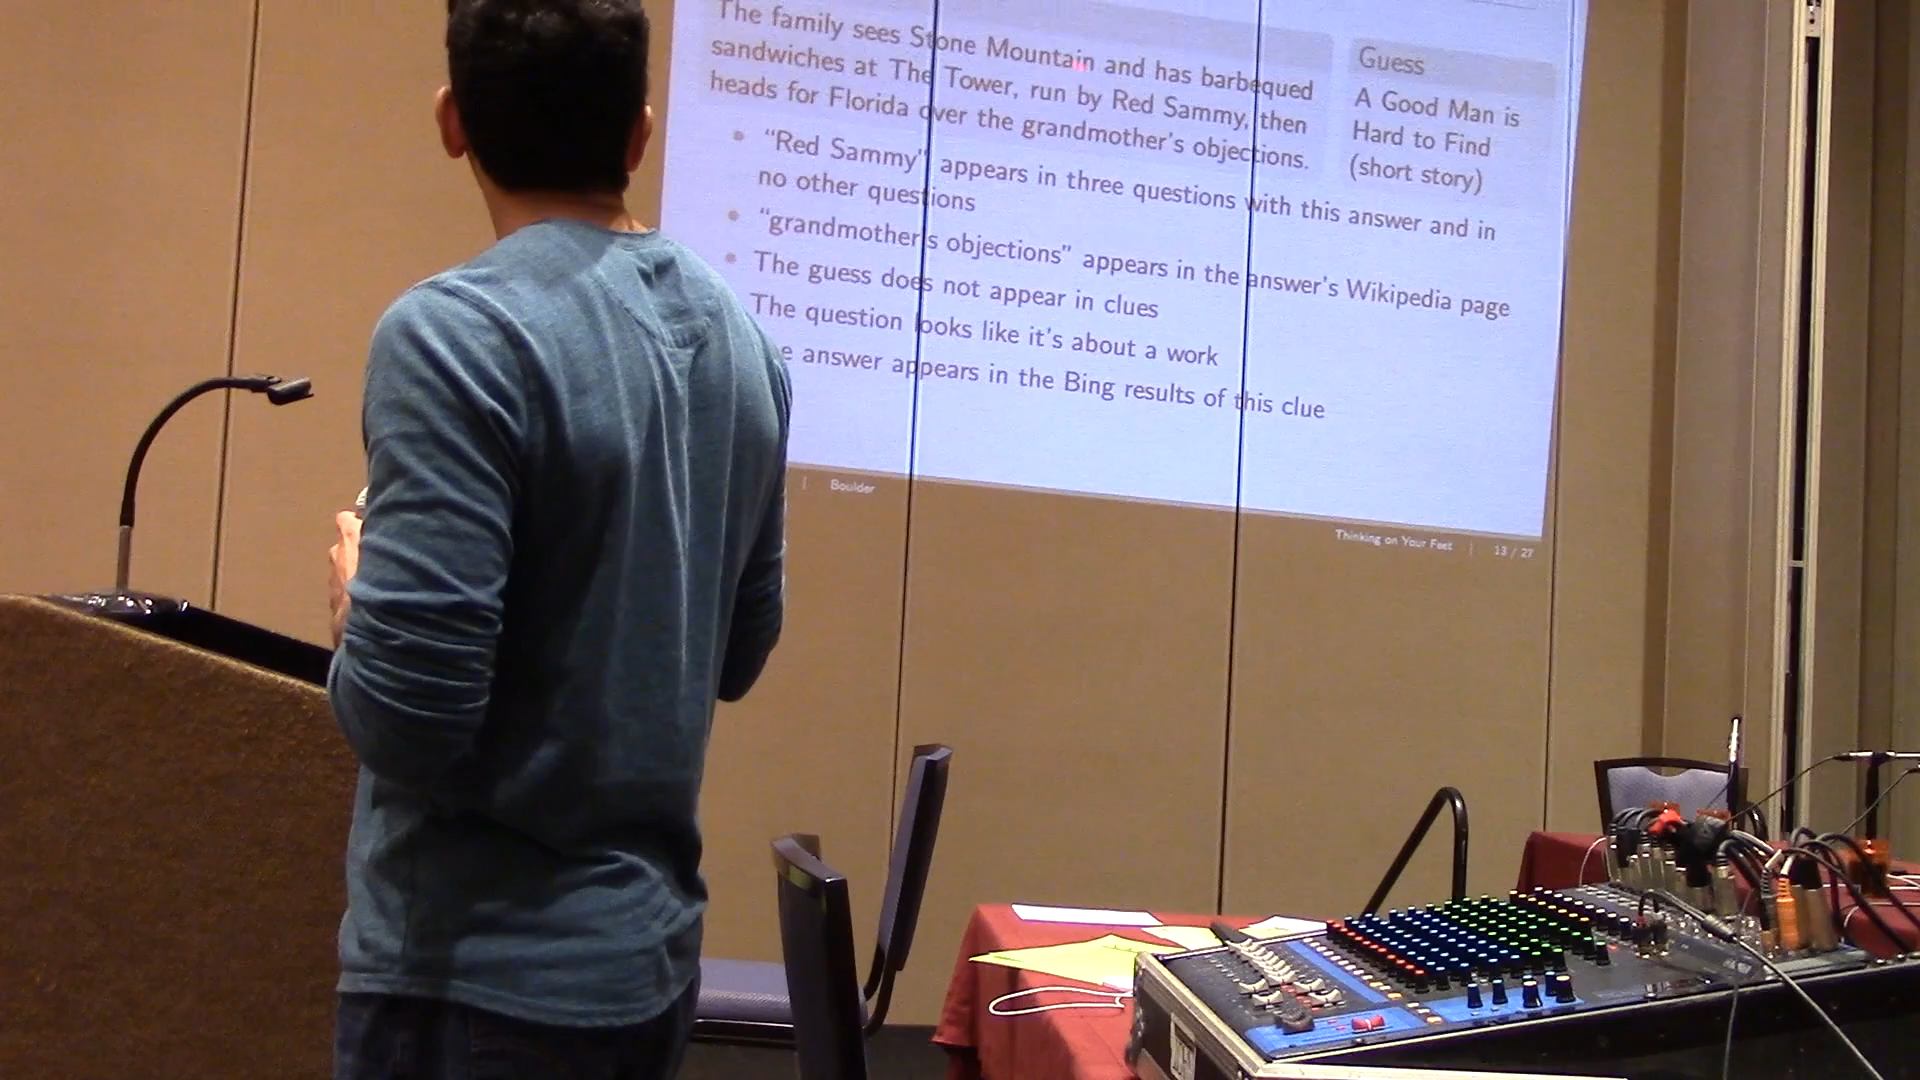 The family sees Stone Mountain and has barbequed
sandwiches at The Tower, run by Red Sammy, then
heads for Florida over the grandmother's objections.
Guess
A Good Man is
Hard to Find
(short story)
"Red Sammy" appears in three questions with this answer and in
no other questions
"grandmother's objections" appears in the answer's Wikipedia page
The guess does not appear in clues
The question looks like it's about a work
answer appears in the Bing results of this clue
| Boulder
Thinking on Your Feet | 13 / 27